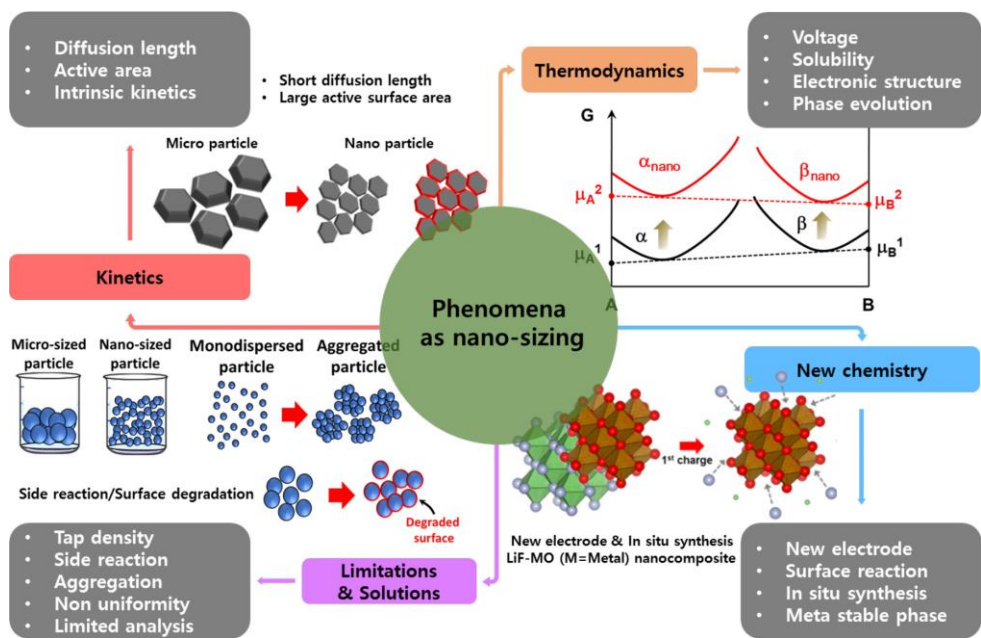 • Diffusion length
• Active area
• Intrinsic kinetics
• Short diffusion length
• Large active surface area
Micro particle
Nano particle
Thermodynamics
• Voltage
• Solubility
• Electronic structure
• Phase evolution
G
αnano
βnano
μA²
μB²
α
β
μA¹
μB¹
A
B
Kinetics
Phenomena
as nano-sizing
Micro-sized
particle
Nano-sized
particle
Monodispersed
particle
Aggregated
particle
New chemistry
1st charge
Side reaction/Surface degradation
Degraded
surface
New electrode & In situ synthesis
LiF-MO (M=Metal) nanocomposite
• Tap density
• Side reaction
• Aggregation
• Non uniformity
• Limited analysis
Limitations
& Solutions
• New electrode
• Surface reaction
• In situ synthesis
• Meta stable phase